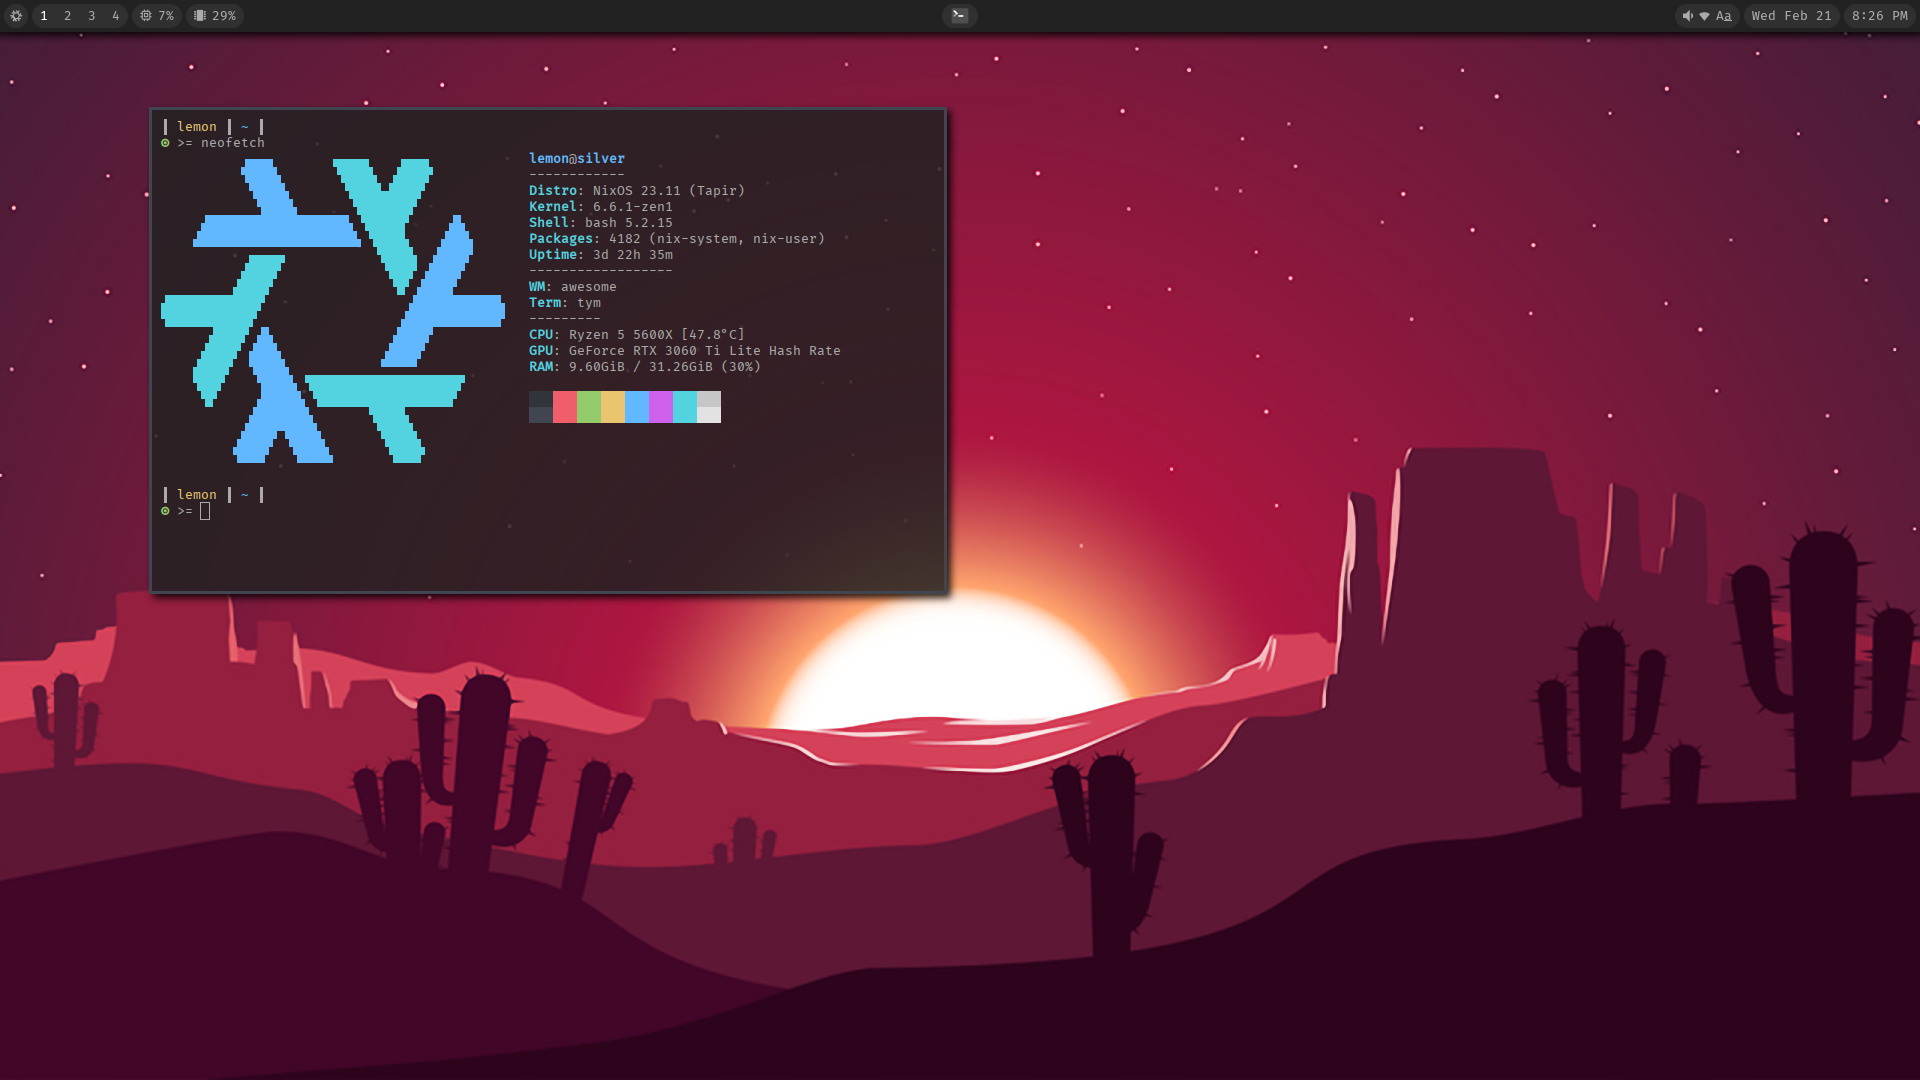 1 2 3 4 7% 29% >_ Aa Wed Feb 21 8:26 PM
| lemon | ~ |
>= neofetch
lemon@silver
------------
Distro: NixOS 23.11 (Tapir)
Kernel: 6.6.1-zen1
Shell: bash 5.2.15
Packages: 4182 (nix-system, nix-user)
Uptime: 3d 22h 35m
------------------
WM: awesome
Term: tym
---------
CPU: Ryzen 5 5600X [47.8°C]
GPU: GeForce RTX 3060 Ti Lite Hash Rate
RAM: 9.60GiB / 31.26GiB (30%)
| lemon | ~ |
>=